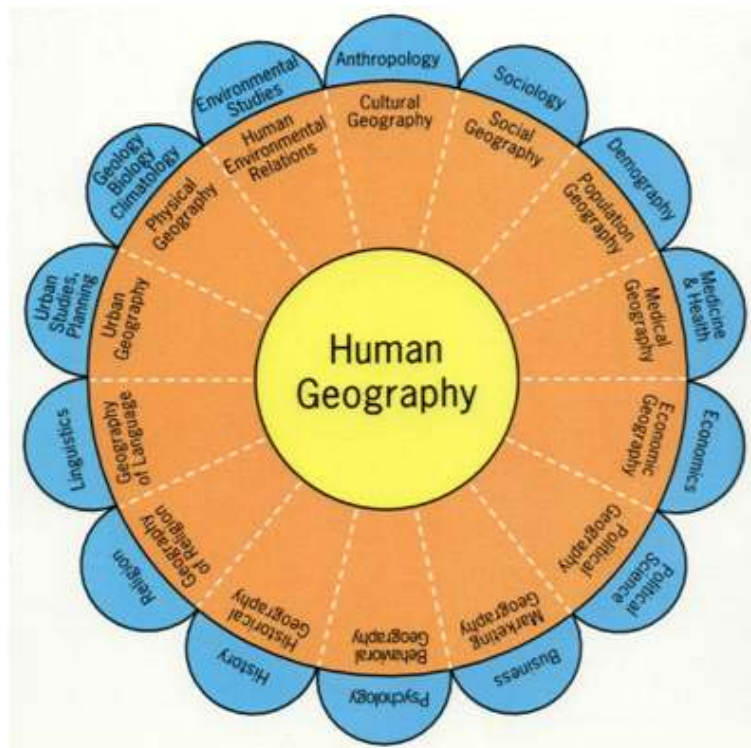 Anthropology
Cultural
Geography
Sociology
Social
Geography
Demography
Population
Geography
Medicine
& Health
Medical
Geography
Economics
Economic
Geography
Political
Science
Political
Geography
Business
Marketing
Geography
Psychology
Behavioral
Geography
History
Historical
Geography
Religion
Geography
of Religion
Linguistics
Geography
of Language
Urban
Studies,
Planning
Urban
Geography
Geology
Biology
Climatology
Physical
Geography
Environmental
Studies
Human
Environmental
Relations
Human
Geography